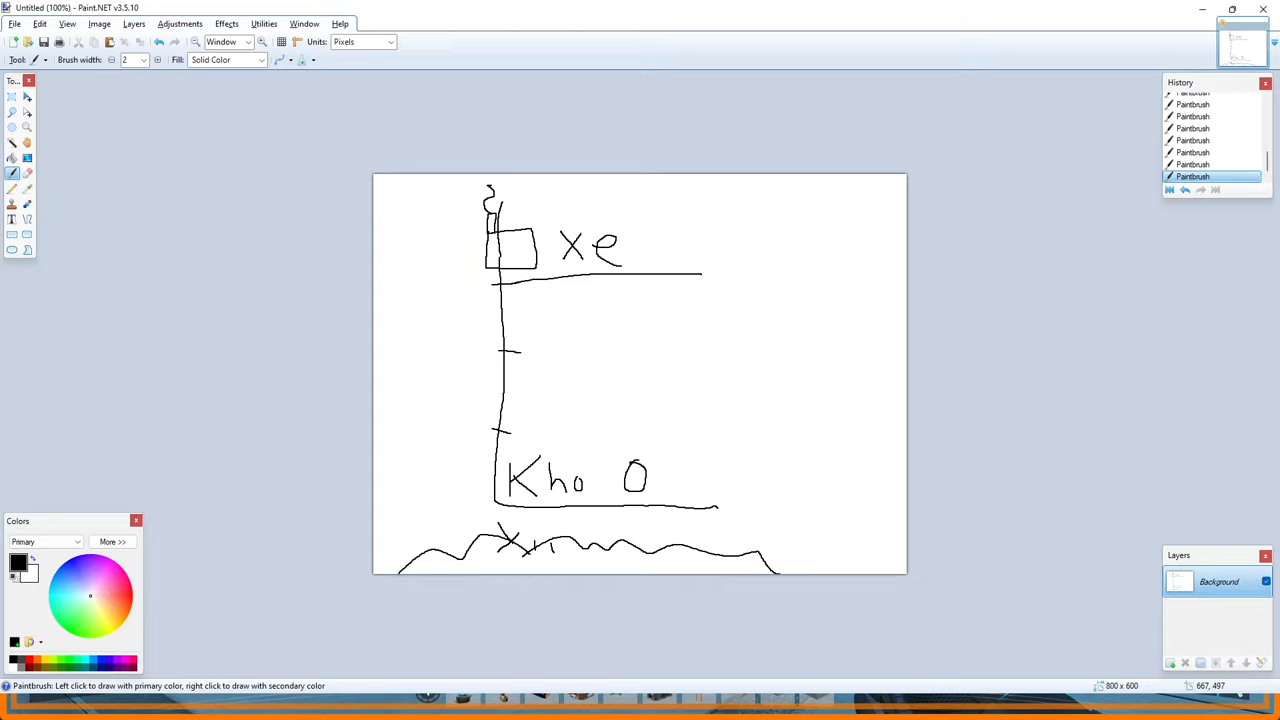 Untitled (100%) - Paint.NET v3.5.10
File Edit View Image Layers Adjustments Effects Utilities Window Help
Window Units: Pixels
Tool: Brush width: 2 Fill: Solid Color
To...
History
Paintbrush
Paintbrush
Paintbrush
Paintbrush
Paintbrush
Paintbrush
Paintbrush
Paintbrush
xe
Kho 0
Colors
Primary More >>
Layers
Background
Paintbrush: Left click to draw with primary color, right click to draw with secondary color 800 x 600 667, 497